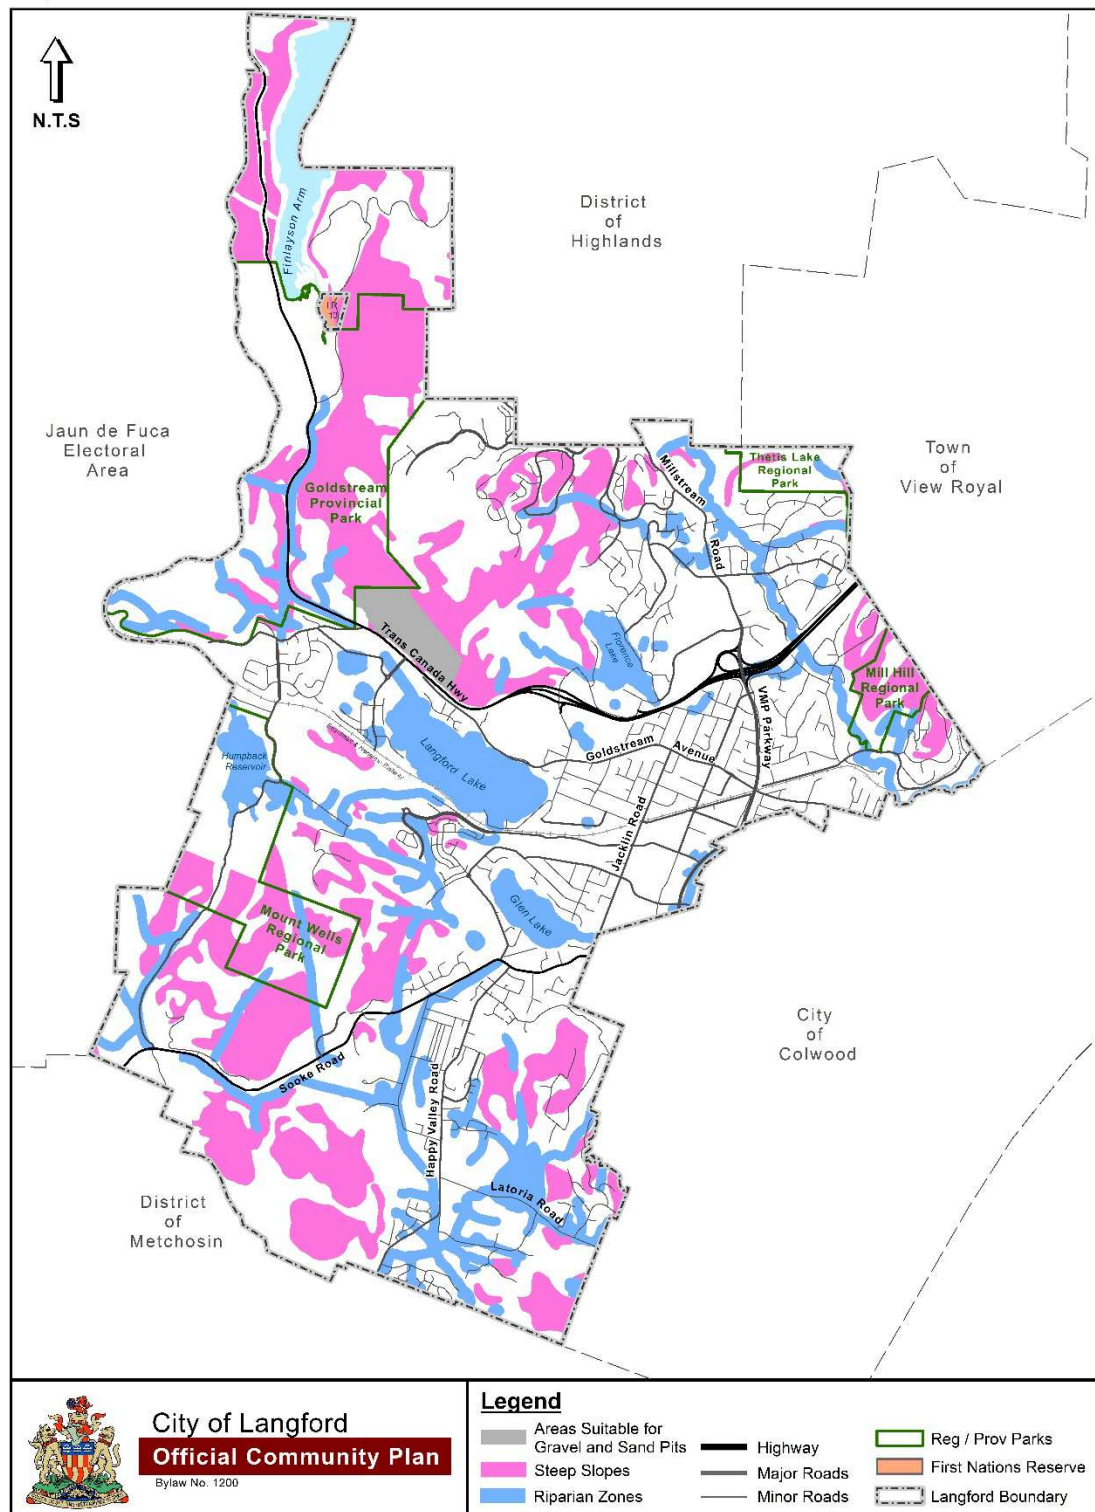 N.T.S
District
of
Highlands
Finlayson Arm
I.R.
13
Jaun de Fuca
Electoral
Area
Town
of
View Royal
Thetis Lake
Regional
Park
Millstream
Road
Goldstream
Provincial
Park
Trans Canada Hwy
Florence
Lake
Mill Hill
Regional
Park
VMP Parkway
Goldstream Avenue
Langford Lake
Humpback
Reservoir
Jacklin Road
Glen Lake
Mount Wells
Regional
Park
City
of
Colwood
Sooke Road
Happy Valley Road
Latoria Road
District
of
Metchosin
City of Langford
Official Community Plan
Bylaw No. 1200
Legend
Areas Suitable for
Gravel and Sand Pits
Steep Slopes
Riparian Zones
Highway
Major Roads
Minor Roads
Reg / Prov Parks
First Nations Reserve
Langford Boundary